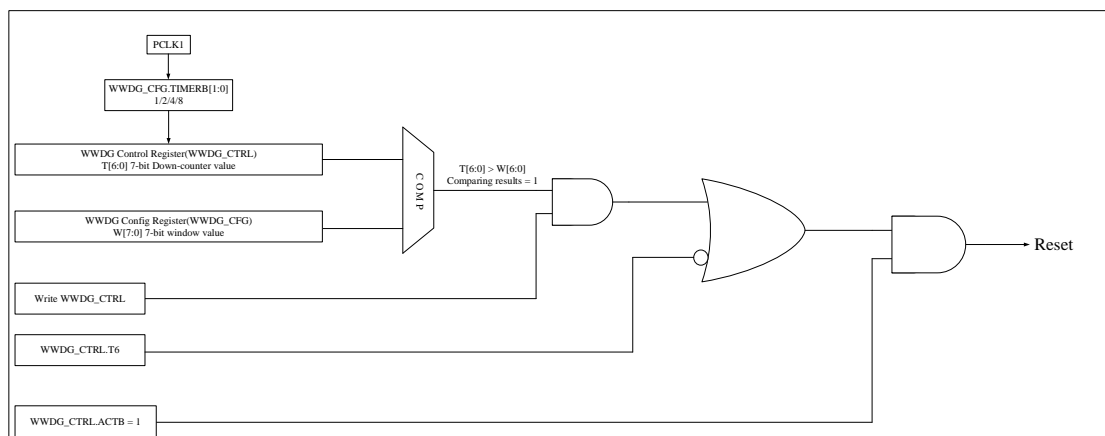 PCLK1
WWDG_CFG.TIMERB[1:0]
1/2/4/8
WWDG Control Register(WWDG_CTRL)
T[6:0] 7-bit Down-counter value
COMP
T[6:0] > W[6:0]
Comparing results = 1
WWDG Config Register(WWDG_CFG)
W[7:0] 7-bit window value
Reset
Write WWDG_CTRL
WWDG_CTRL.T6
WWDG_CTRL.ACTB = 1